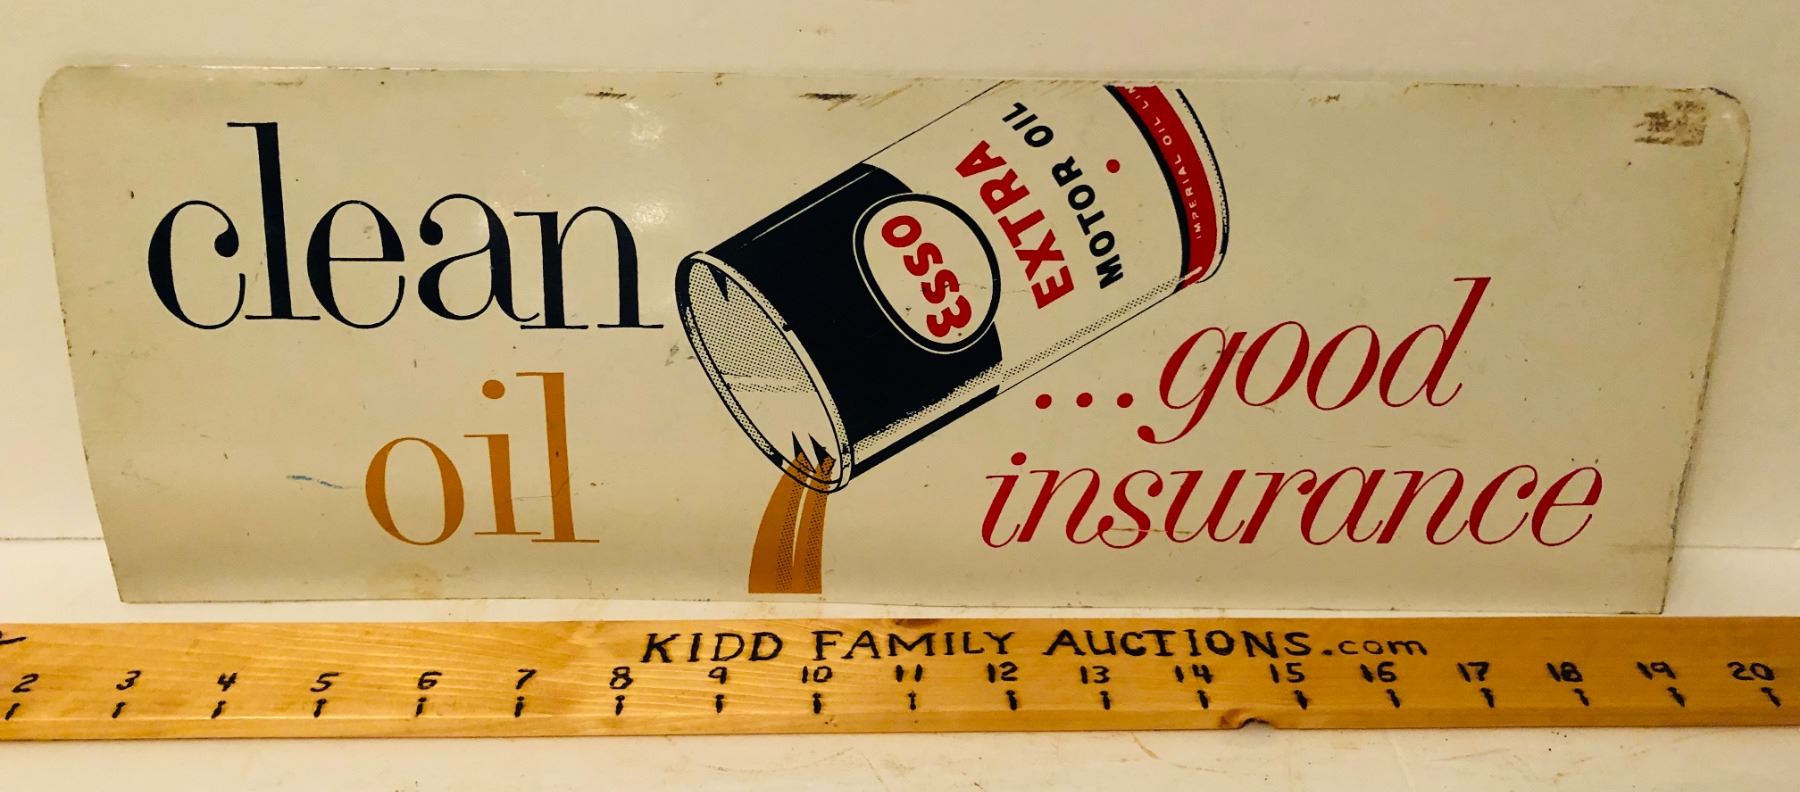 clean
oil
ESSO
EXTRA
MOTOR OIL
IMPERIAL OIL
...good
insurance
KIDD FAMILY AUCTIONS.com
2 3 4 5 6 7 8 9 10 11 12 13 14 15 16 17 18 19 20